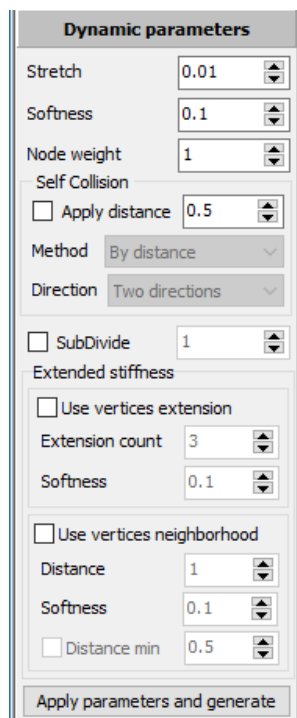 Dynamic parameters
Stretch 0.01
Softness 0.1
Node weight 1
Self Collision
Apply distance 0.5
Method By distance
Direction Two directions
SubDivide 1
Extended stiffness
Use vertices extension
Extension count 3
Softness 0.1
Use vertices neighborhood
Distance 1
Softness 0.1
Distance min 0.5
Apply parameters and generate